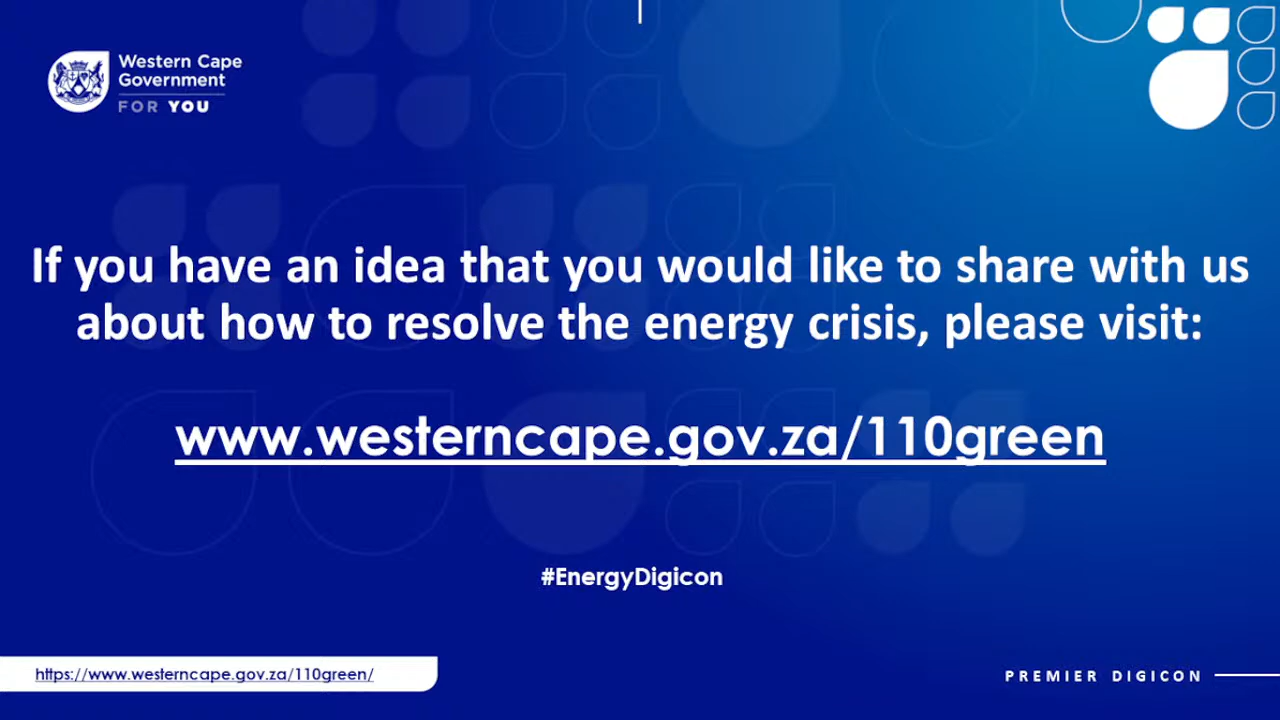 Western Cape
Government
FOR YOU
If you have an idea that you would like to share with us
about how to resolve the energy crisis, please visit:
www.westerncape.gov.za/110green
#EnergyDigicon
https://www.westerncape.gov.za/110green/
PREMIER DIGICON